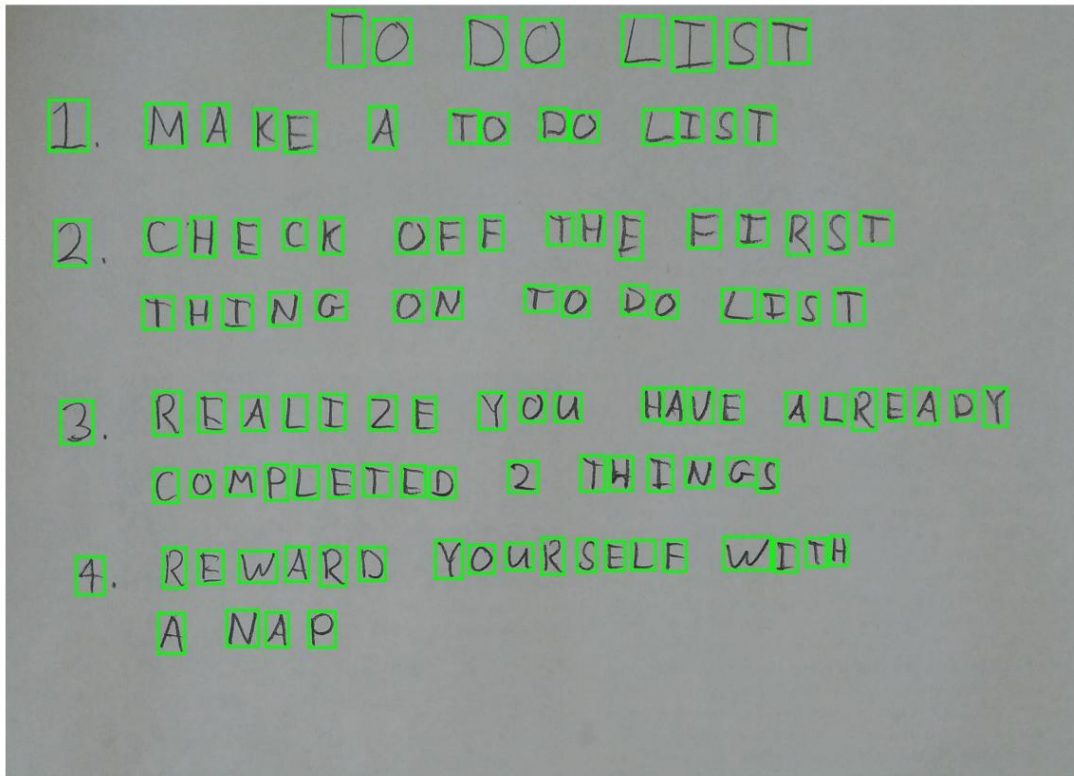 TO DO LIST
1. MAKE A TO DO LIST
2. CHECK OFF THE FIRST
THING ON TO DO LIST
3. REALIZE YOU HAVE ALREADY
COMPLETED 2 THINGS
4. REWARD YOURSELF WITH
A NAP